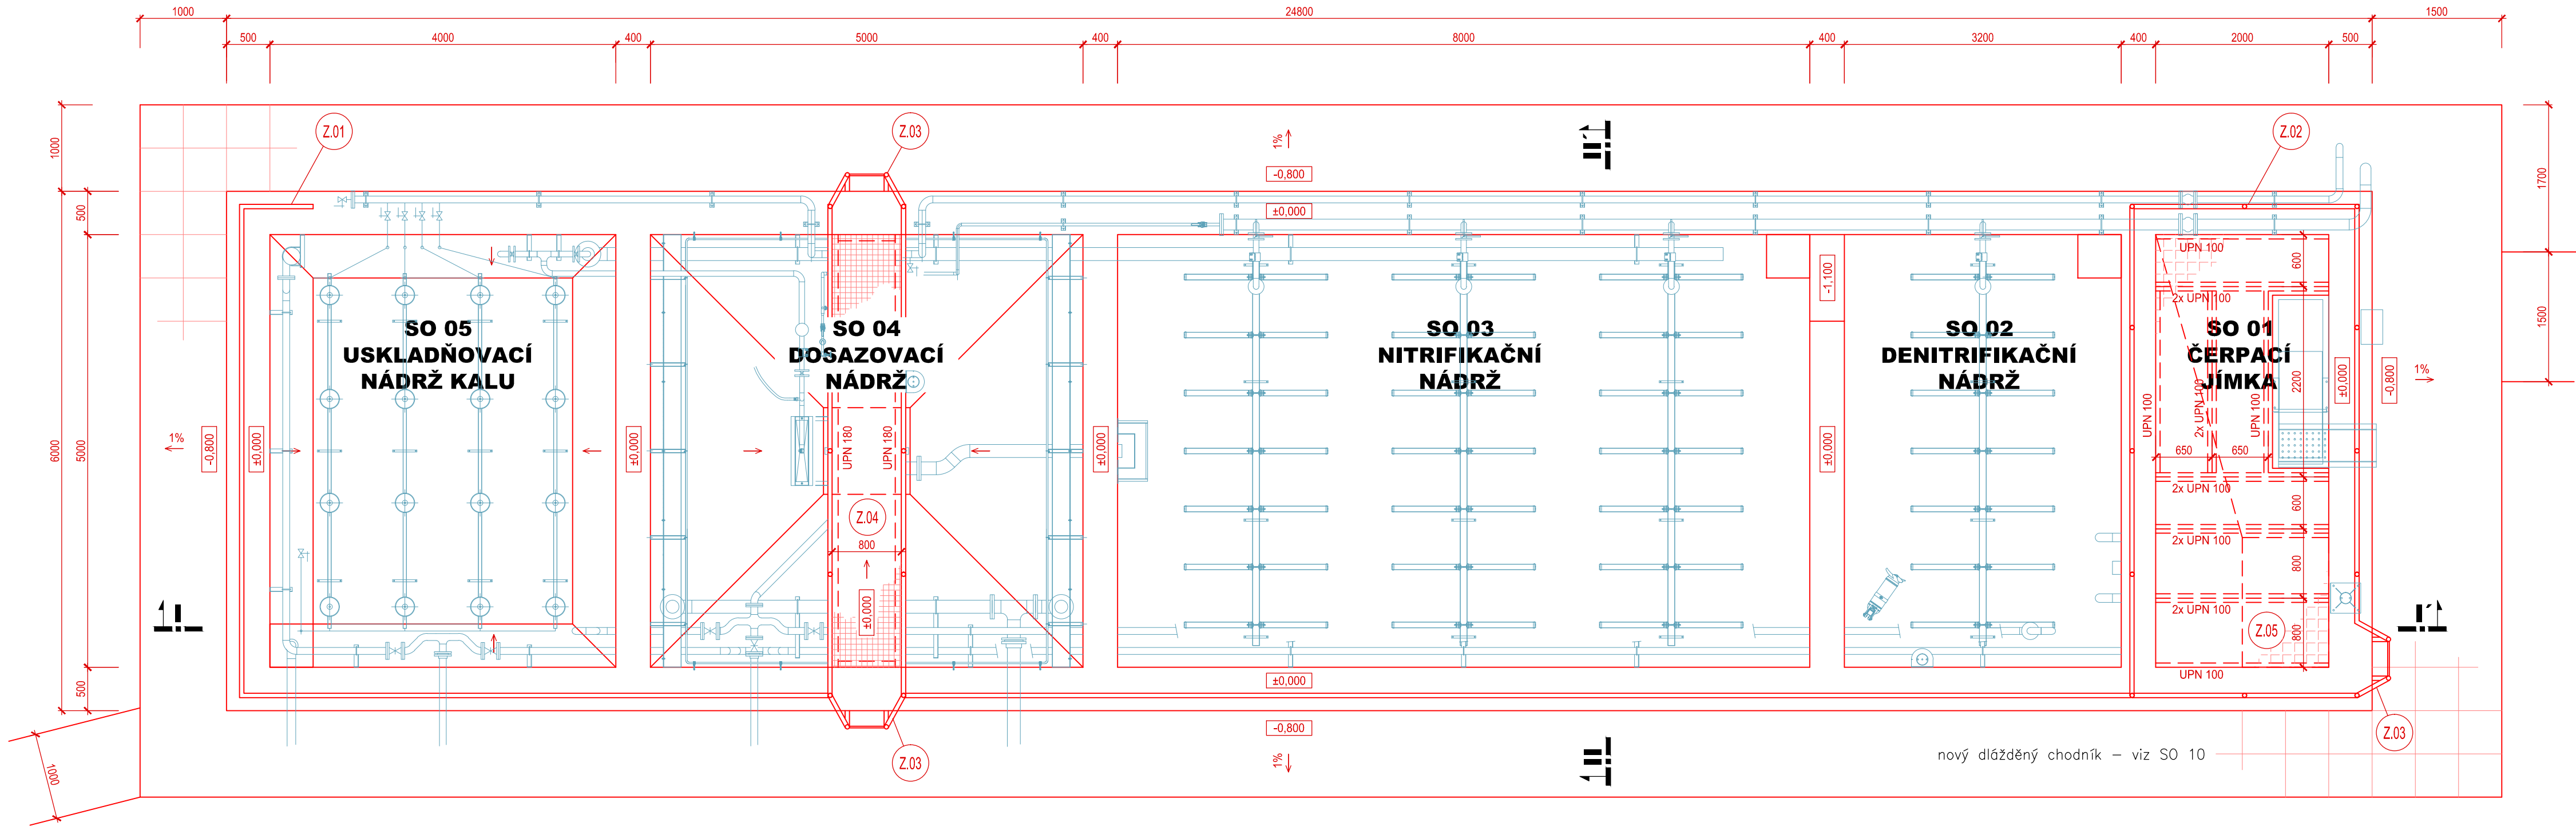 1000
24800
1500
500
4000
400
5000
400
8000
400
3200
400
2000
500
Z.01
Z.03
Z.02
1%
-0,800
±0,000
1000
500
5000
6000
500
1000
1700
1500
SO 05
USKLADŇOVACÍ
NÁDRŽ KALU
SO 04
DOSAZOVACÍ
NÁDRŽ
SO 03
NITRIFIKAČNÍ
NÁDRŽ
SO 02
DENITRIFIKAČNÍ
NÁDRŽ
SO 01
ČERPACÍ
JÍMKA
UPN 100
600
2x UPN 100
2200
UPN 100
2x UPN 100
UPN 100
650
650
2x UPN 100
600
2x UPN 100
800
2x UPN 100
800
UPN 100
Z.05
1%
-0,800
±0,000
±0,000
UPN 180
UPN 180
Z.04
800
±0,000
±0,000
-1,100
±0,000
±0,000
-0,800
1%
±0,000
-0,800
1%
I
I
II
II
Z.03
Z.03
nový dlážděný chodník – viz SO 10